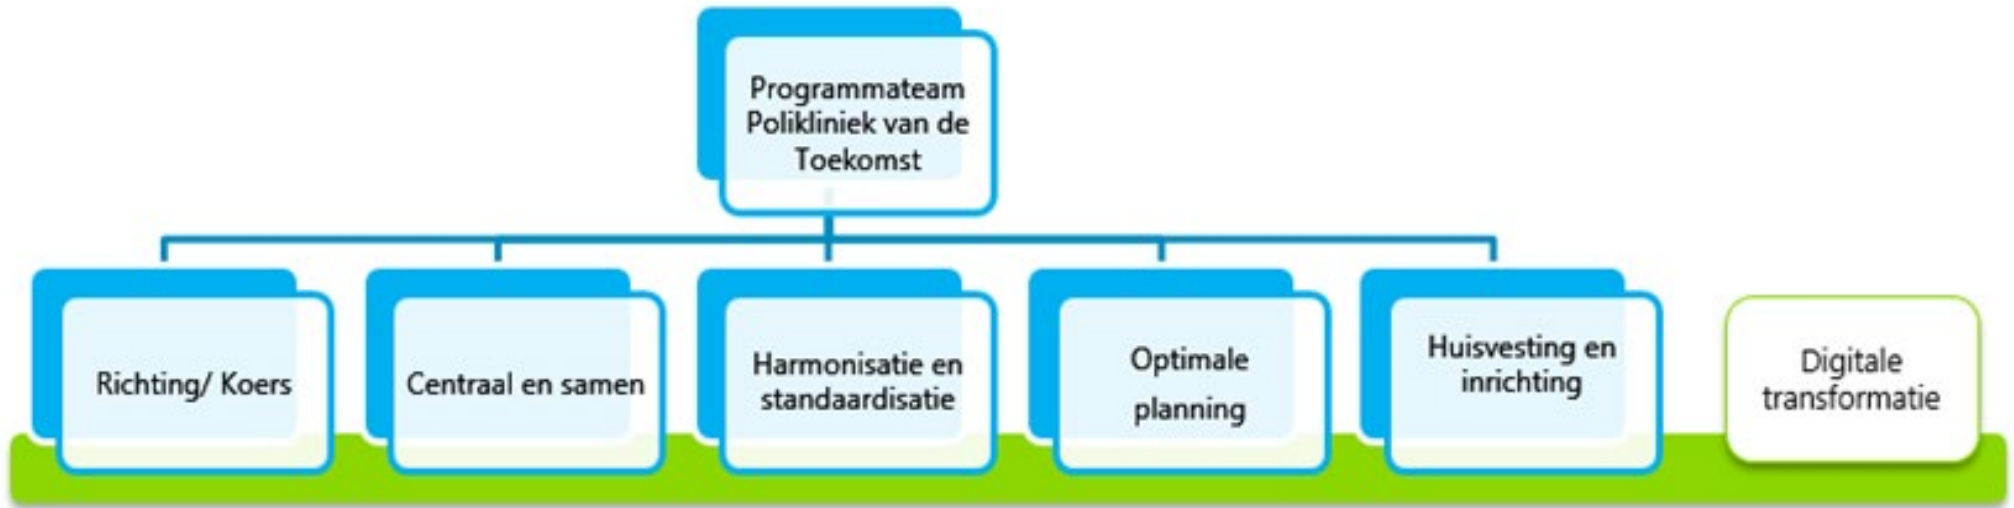 Programmateam
Polikliniek van de
Toekomst
Richting/ Koers
Centraal en samen
Harmonisatie en
standaardisatie
Optimale
planning
Huisvesting en
inrichting
Digitale
transformatie